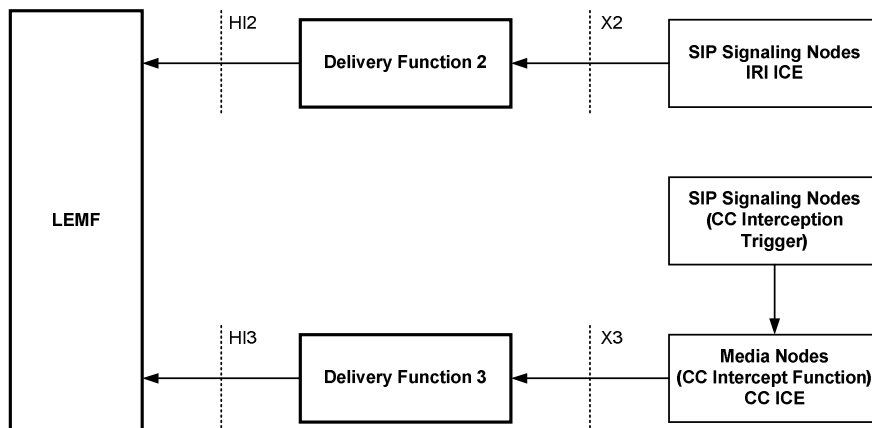 HI2
X2
Delivery Function 2
SIP Signaling Nodes
IRI ICE
LEMF
SIP Signaling Nodes
(CC Interception
Trigger)
HI3
X3
Delivery Function 3
Media Nodes
(CC Intercept Function)
CC ICE